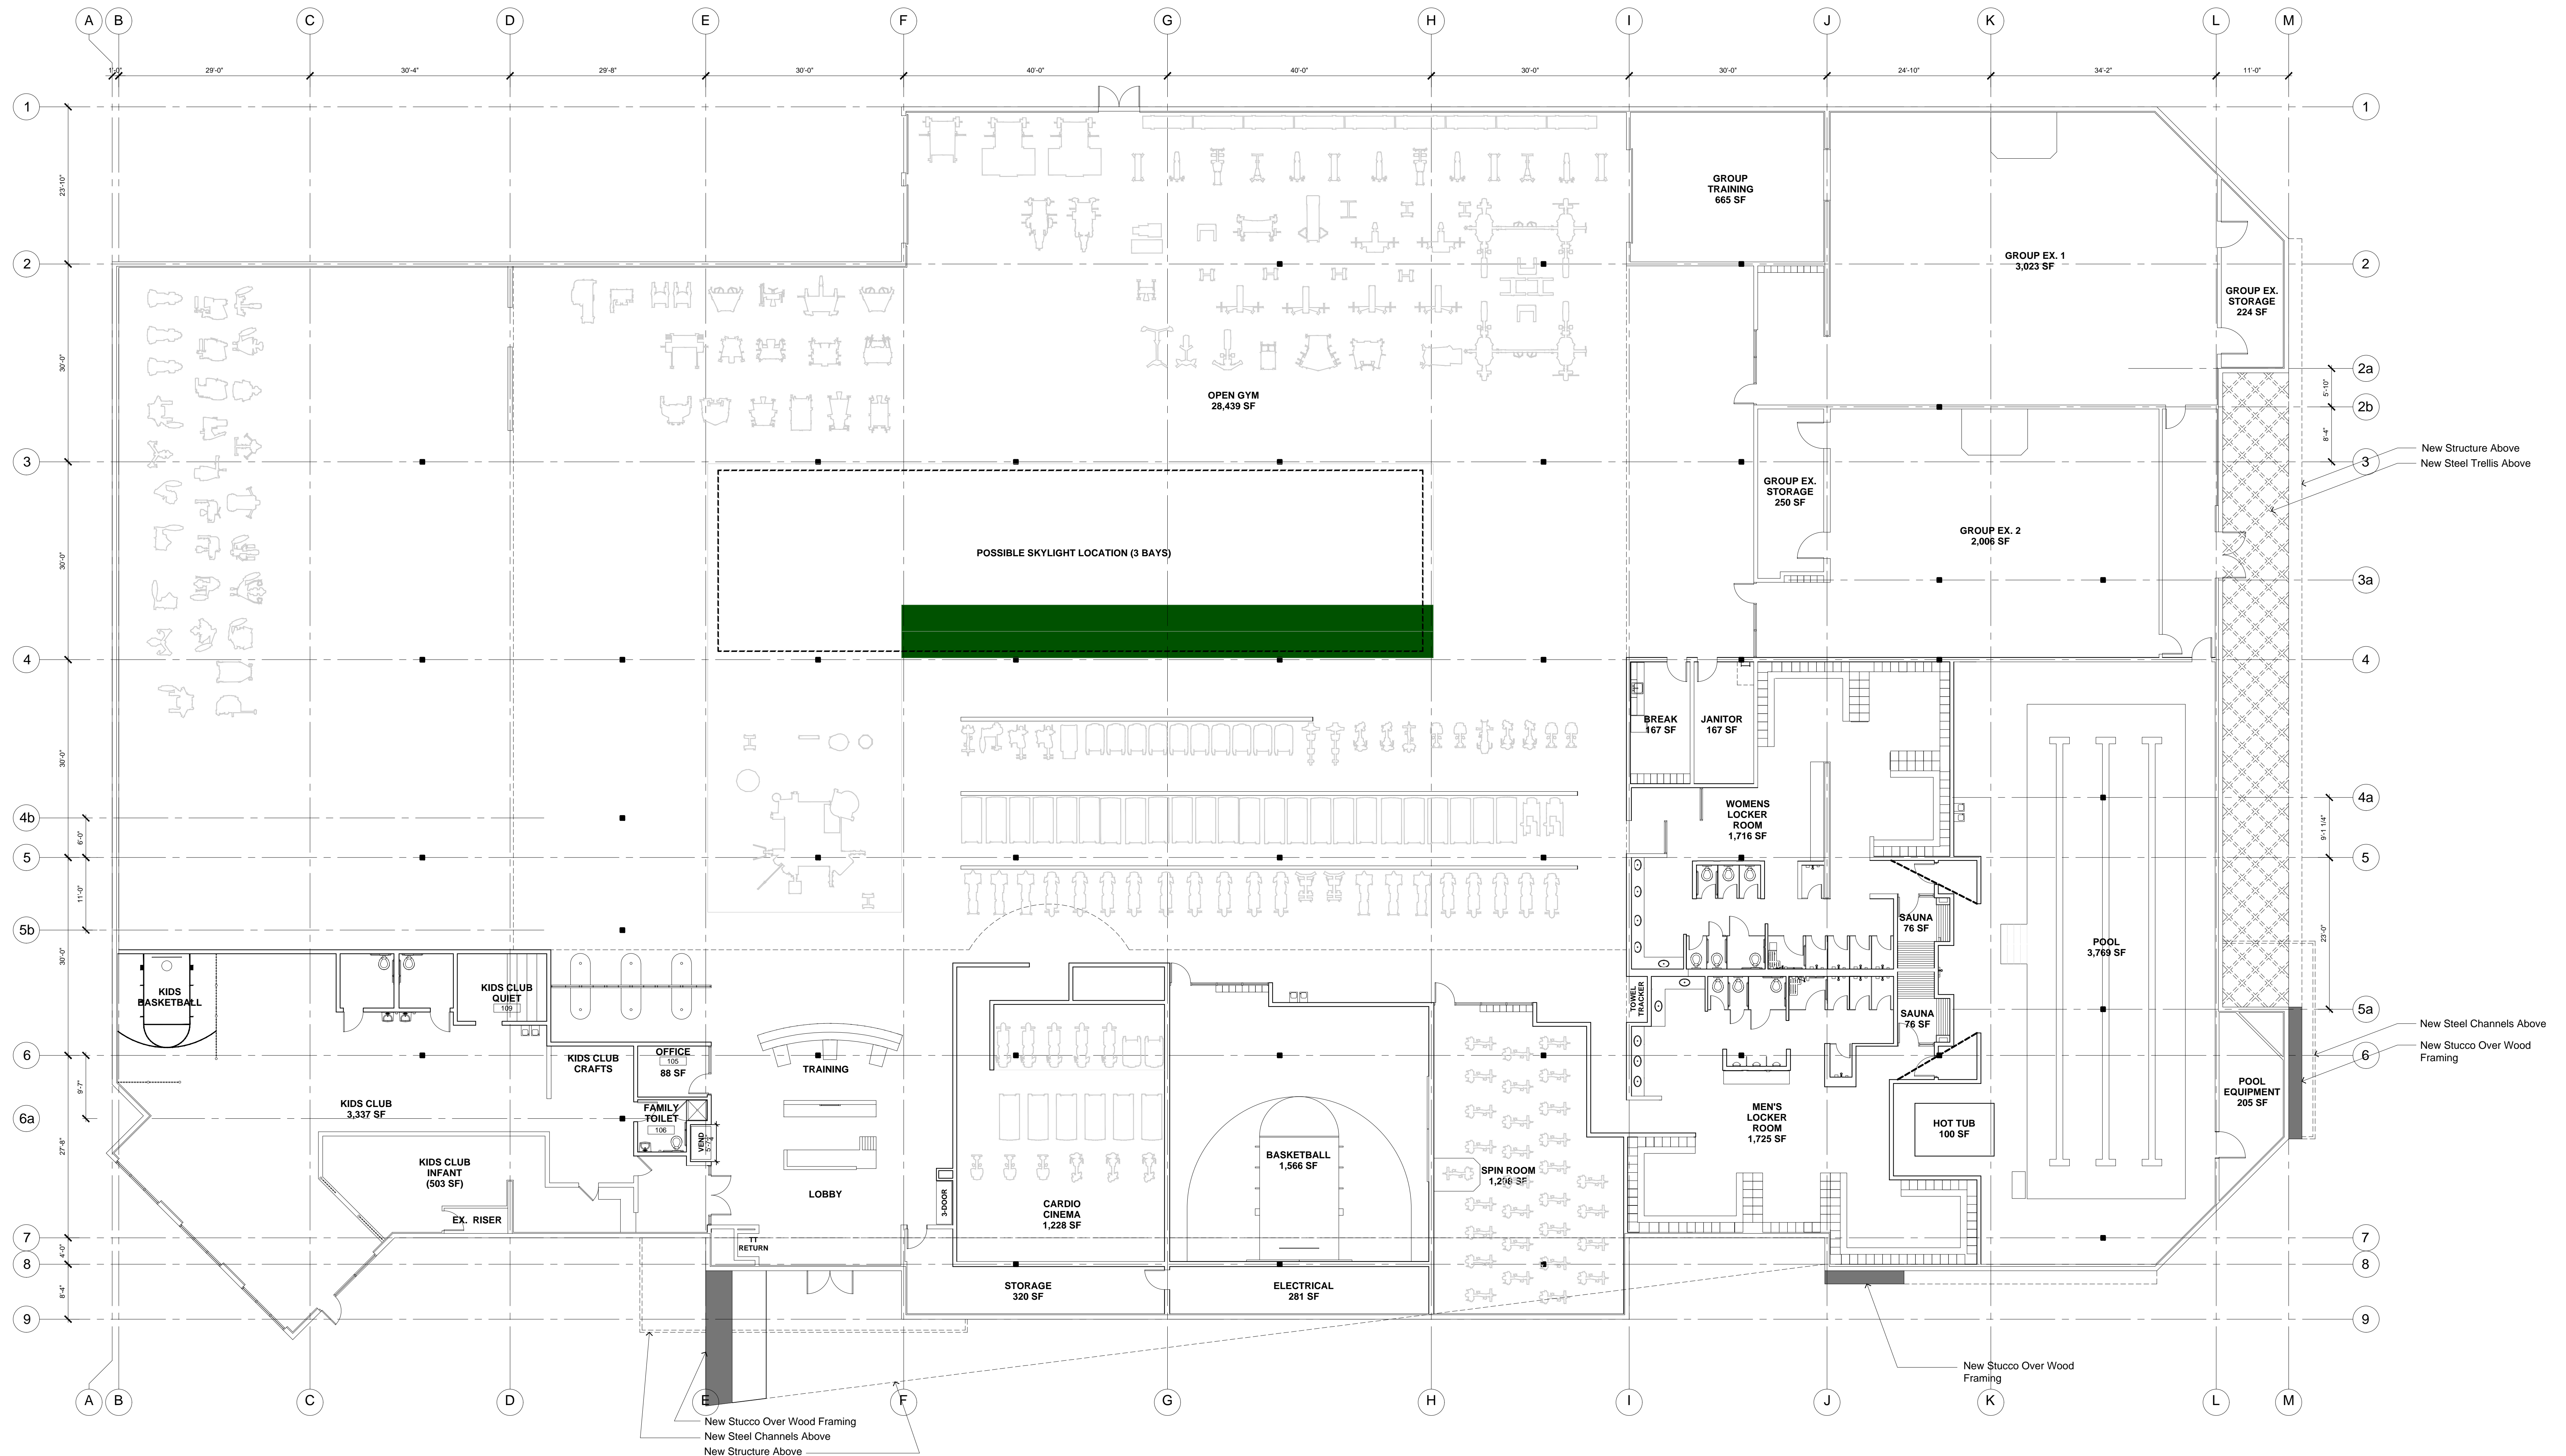 A
B
C
D
E
F
G
H
I
J
K
L
M
1'-0"
29'-0"
30'-4"
29'-8"
30'-0"
40'-0"
40'-0"
30'-0"
30'-0"
24'-10"
34'-2"
11'-0"
1
1
23'-10"
GROUP
TRAINING
665 SF
GROUP EX. 1
3,023 SF
2
2
GROUP EX.
STORAGE
224 SF
30'-0"
2a
5'-10"
OPEN GYM
28,439 SF
2b
8'-4"
New Structure Above
3
3
New Steel Trellis Above
GROUP EX.
STORAGE
250 SF
30'-0"
POSSIBLE SKYLIGHT LOCATION (3 BAYS)
GROUP EX. 2
2,006 SF
3a
4
4
BREAK
167 SF
JANITOR
167 SF
30'-0"
4b
4a
WOMENS
LOCKER
ROOM
1,716 SF
6'-0"
9'-1 1/4"
5
5
11'-0"
SAUNA
76 SF
5b
23'-0"
30'-0"
POOL
3,769 SF
KIDS
BASKETBALL
KIDS CLUB
QUIET
109
TOWEL
TRACKER
5a
SAUNA
76 SF
New Steel Channels Above
New Stucco Over Wood
Framing
6
6
KIDS CLUB
CRAFTS
OFFICE
105
88 SF
TRAINING
9'-7"
POOL
EQUIPMENT
205 SF
KIDS CLUB
3,337 SF
6a
FAMILY
TOILET
106
VEND
MEN'S
LOCKER
ROOM
1,725 SF
HOT TUB
100 SF
27'-8"
KIDS CLUB
INFANT
(503 SF)
BASKETBALL
1,566 SF
SPIN ROOM
1,208 SF
LOBBY
3-DOOR
CARDIO
CINEMA
1,228 SF
EX. RISER
7
7
TT
RETURN
4'-0"
8
8
STORAGE
320 SF
ELECTRICAL
281 SF
8'-4"
9
9
New Stucco Over Wood
Framing
A
B
C
D
E
F
G
H
I
J
K
L
M
New Stucco Over Wood Framing
New Steel Channels Above
New Structure Above